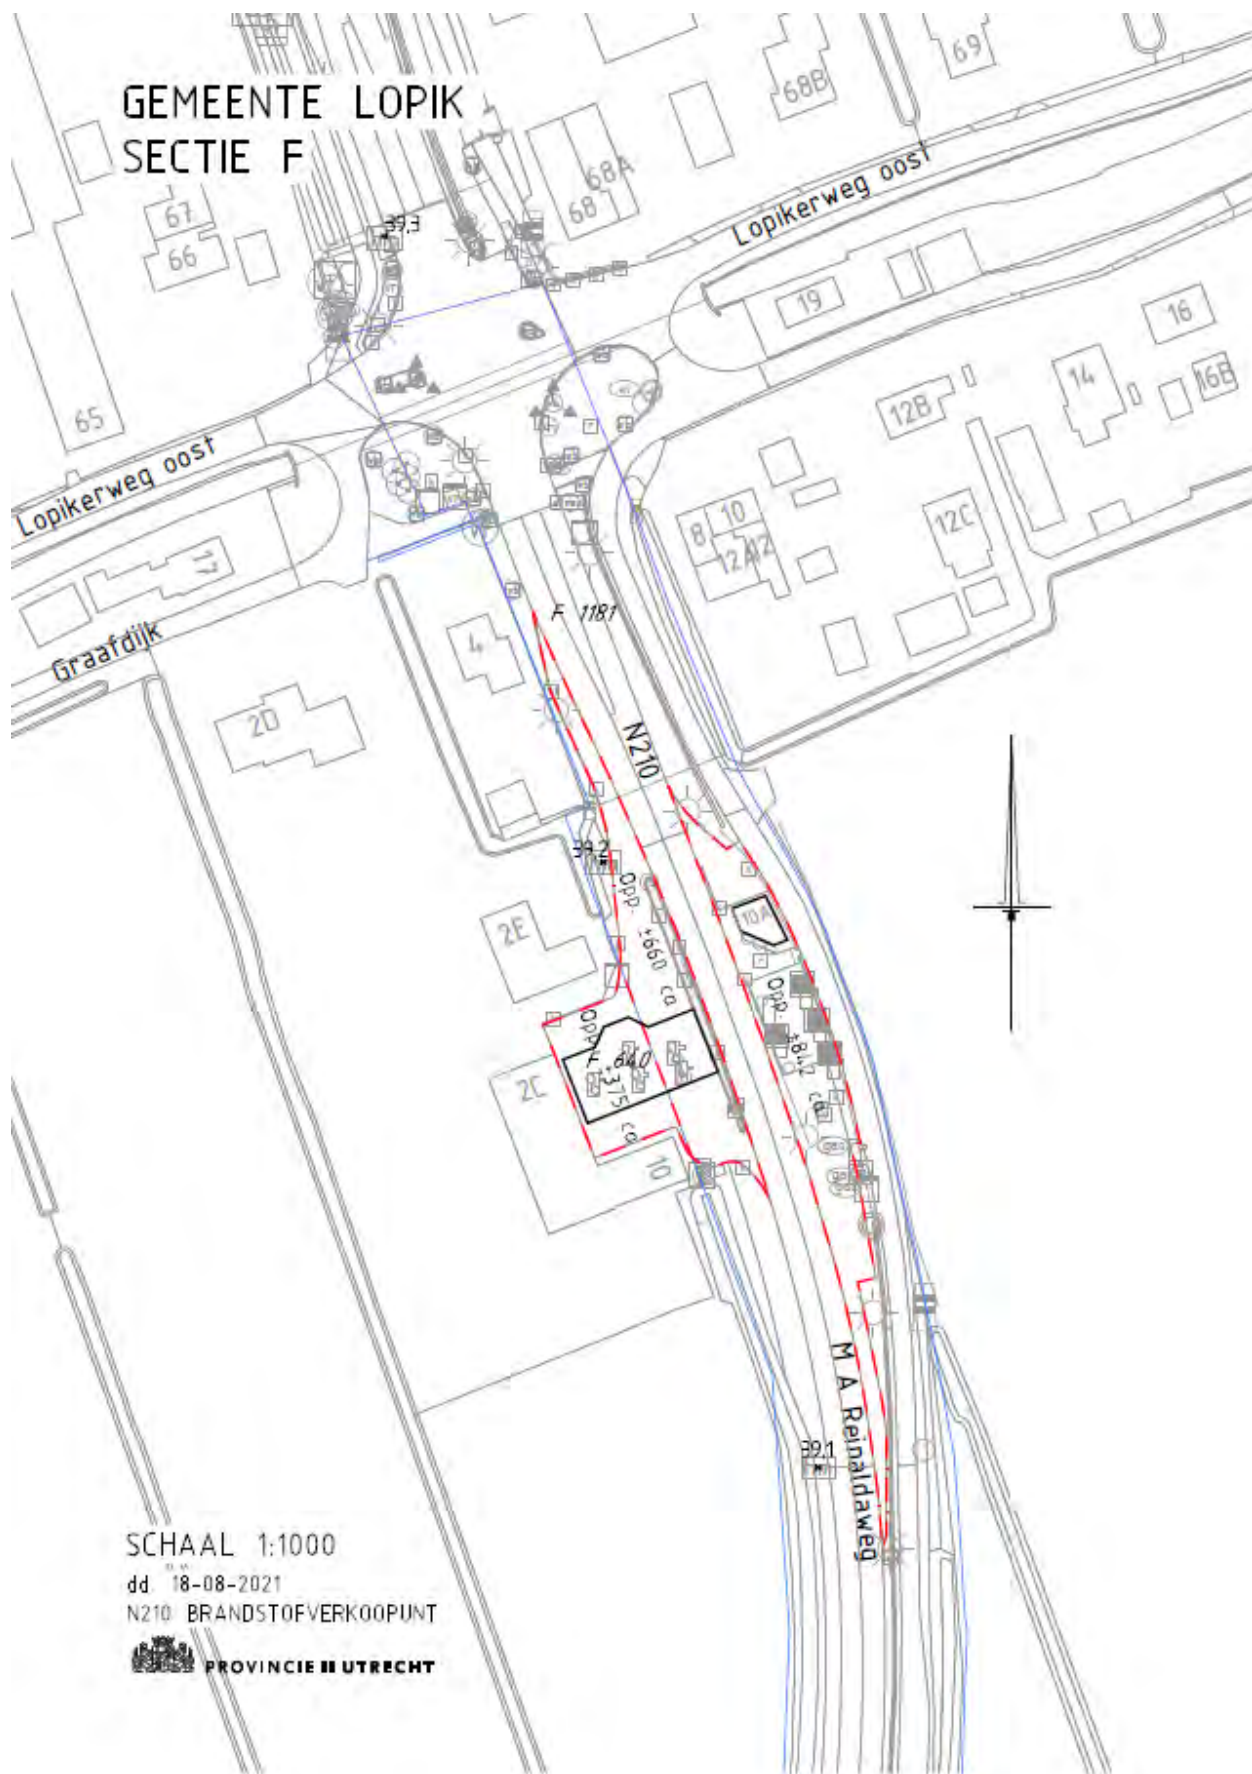 GEMEENTE LOPIK
SECTIE F
69
68B
68A
68
67
66
39,3
Lopikerweg oost
19
16
16B
14
12B
65
Lopikerweg oost
10
8
12A
12
12C
17
Graafdijk
F 1181
4
2D
N210
39,2
Opp. ±660 ca
10A
2E
Opp. ±842 ca
Opp. ±375 ca
F 640
2C
10
M A Reinaldaweg
39,1
SCHAAL 1:1000
dd. 18-08-2021
N210 BRANDSTOFVERKOOPUNT
PROVINCIE UTRECHT